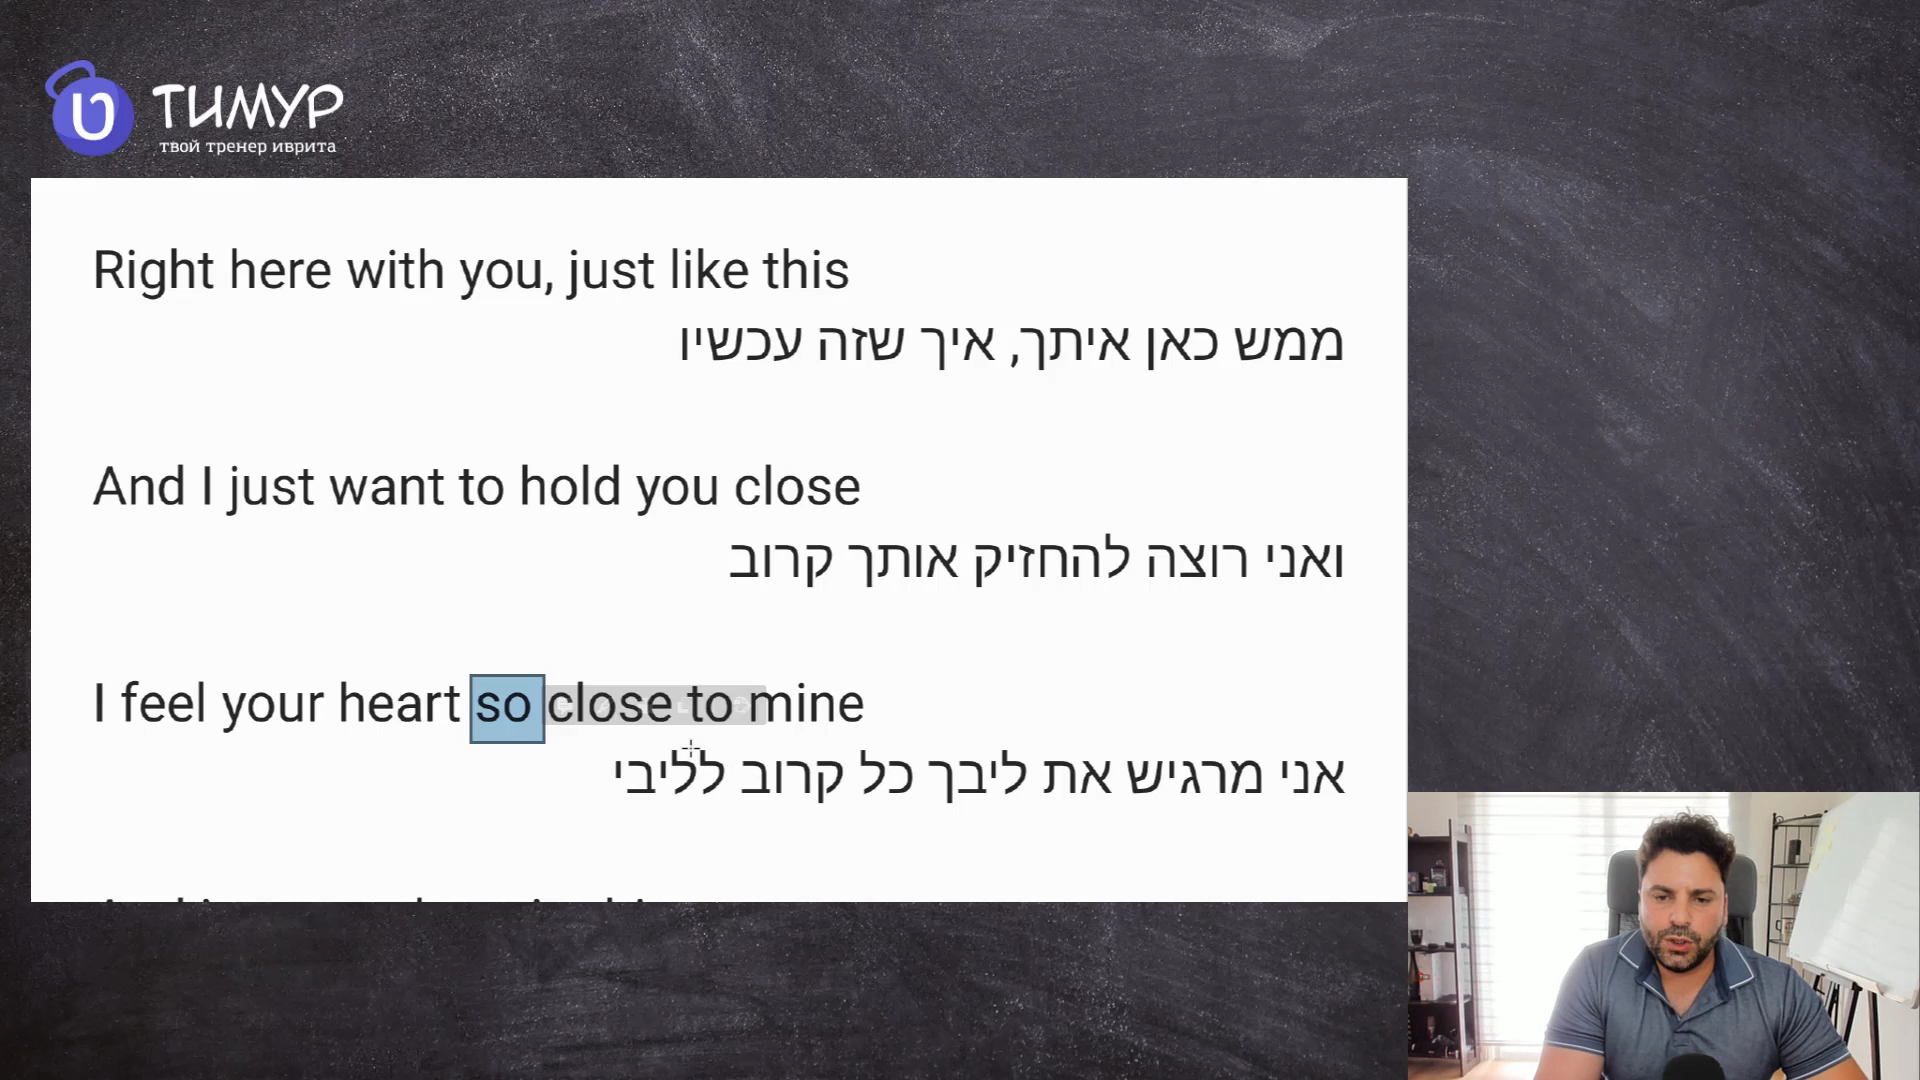 ТИМУР
твой тренер иврита
Right here with you, just like this
ממש כאן איתך, איך שזה עכשיו
And I just want to hold you close
ואני רוצה להחזיק אותך קרוב
I feel your heart so close to mine
אני מרגיש את ליבך כל קרוב לליבי